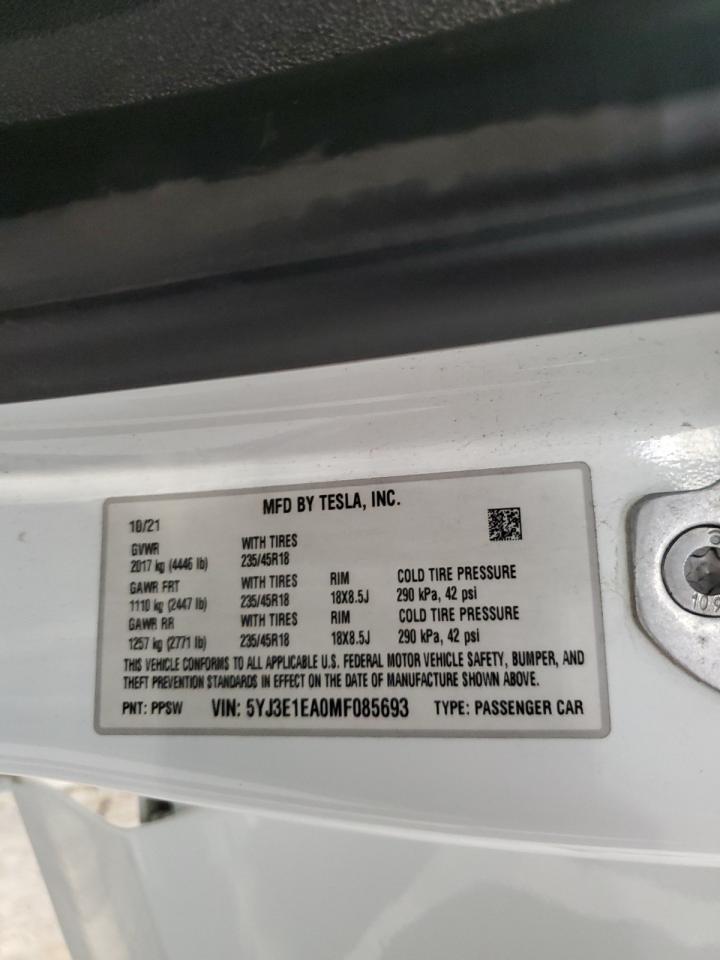 MFD BY TESLA, INC.
10/21
GVWR WITH TIRES
2017 kg (4446 lb) 235/45R18
GAWR FRT WITH TIRES RIM COLD TIRE PRESSURE
1110 kg (2447 lb) 235/45R18 18X8.5J 290 kPa, 42 psi
GAWR RR WITH TIRES RIM COLD TIRE PRESSURE
1257 kg (2771 lb) 235/45R18 18X8.5J 290 kPa, 42 psi
THIS VEHICLE CONFORMS TO ALL APPLICABLE U.S. FEDERAL MOTOR VEHICLE SAFETY, BUMPER, AND
THEFT PREVENTION STANDARDS IN EFFECT ON THE DATE OF MANUFACTURE SHOWN ABOVE.
PNT: PPSW VIN: 5YJ3E1EA0MF085693 TYPE: PASSENGER CAR